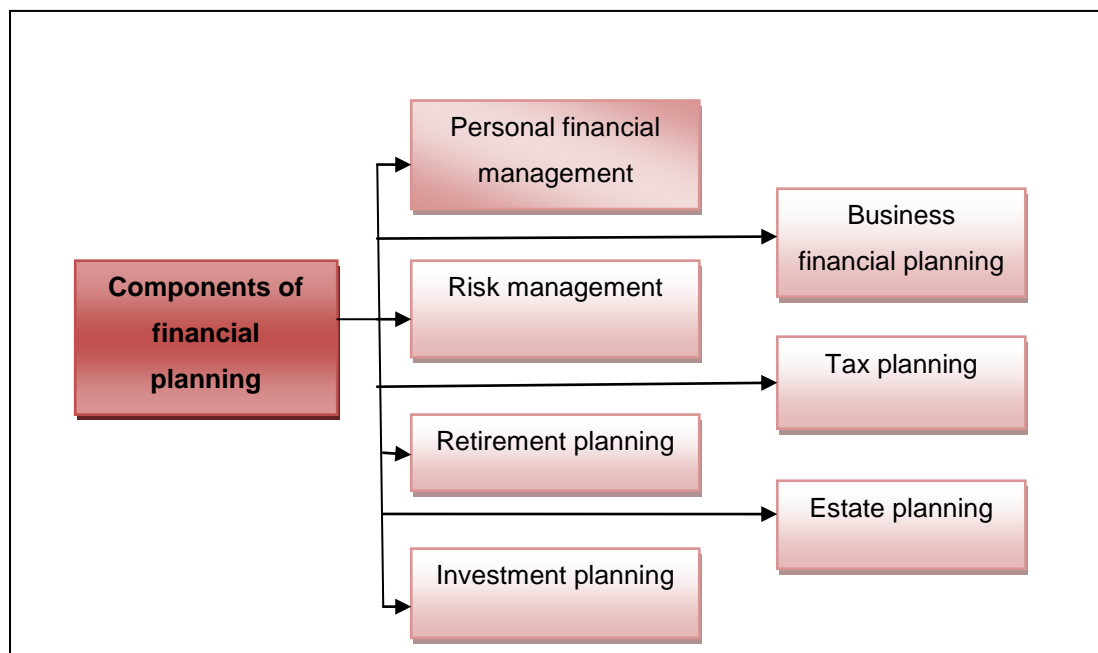 Personal financial
management
Business
financial planning
Components of
financial
planning
Risk management
Tax planning
Retirement planning
Estate planning
Investment planning